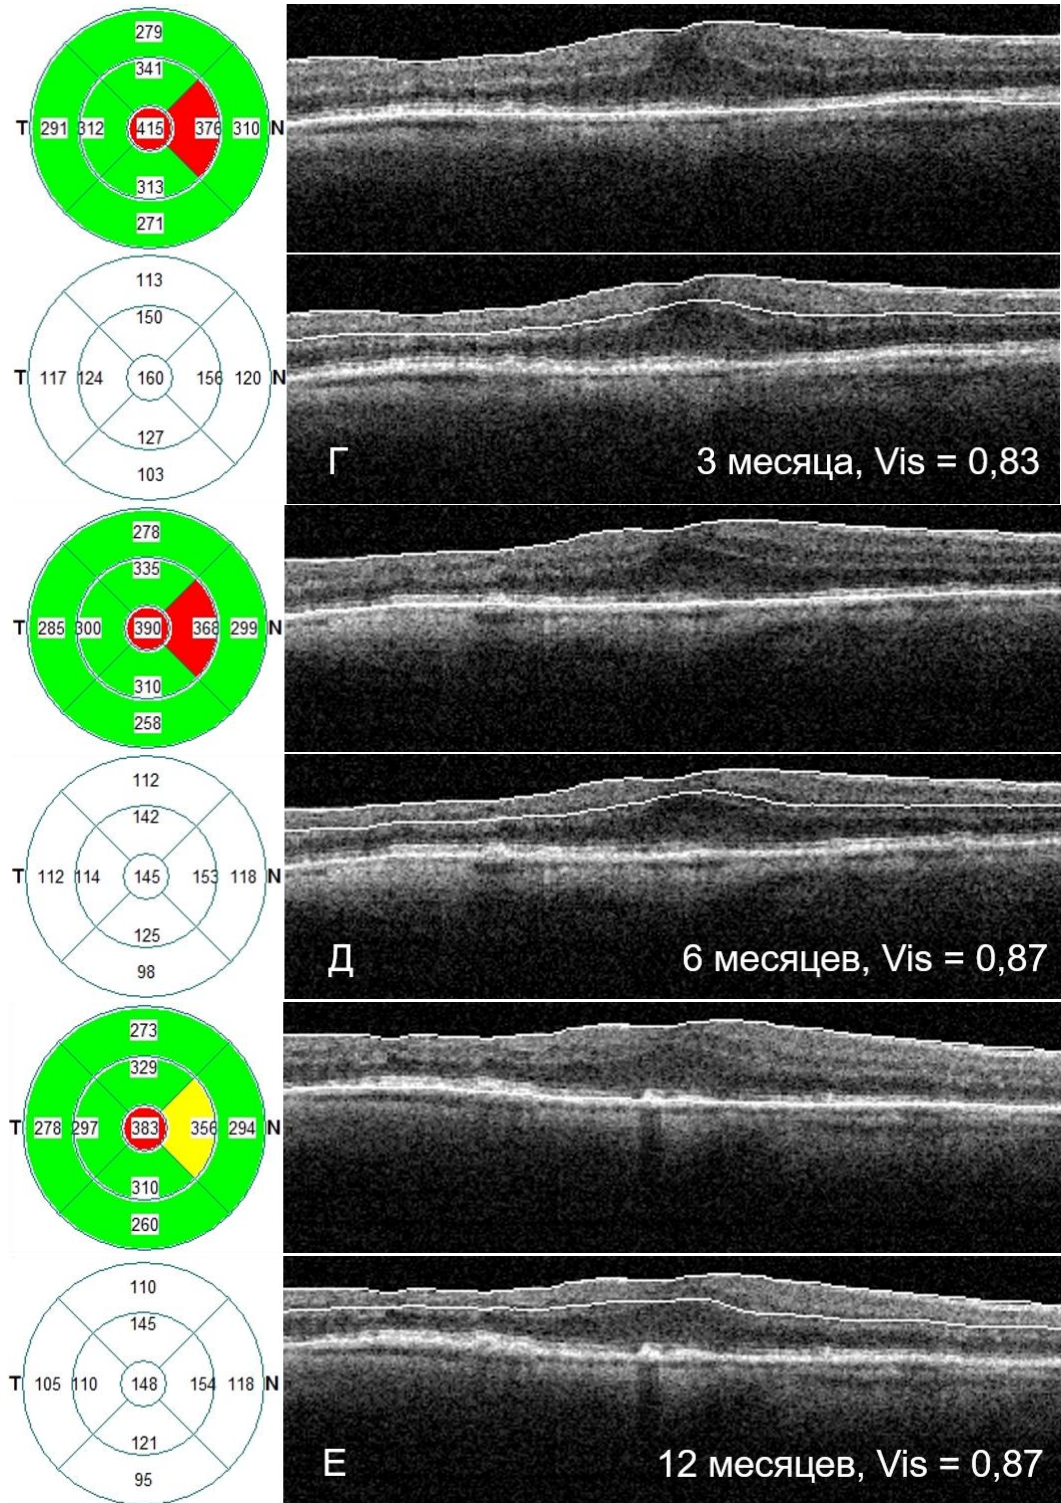 279
341
T 291 312 415 376 310 N
313
271
113
150
T 117 124 160 156 120 N
127
103
Г 3 месяца, Vis = 0,83
278
335
T 285 300 390 368 299 N
310
258
112
142
T 112 114 145 153 118 N
125
98
Д 6 месяцев, Vis = 0,87
273
329
T 278 297 383 356 294 N
310
260
110
145
T 105 110 148 154 118 N
121
95
Е 12 месяцев, Vis = 0,87